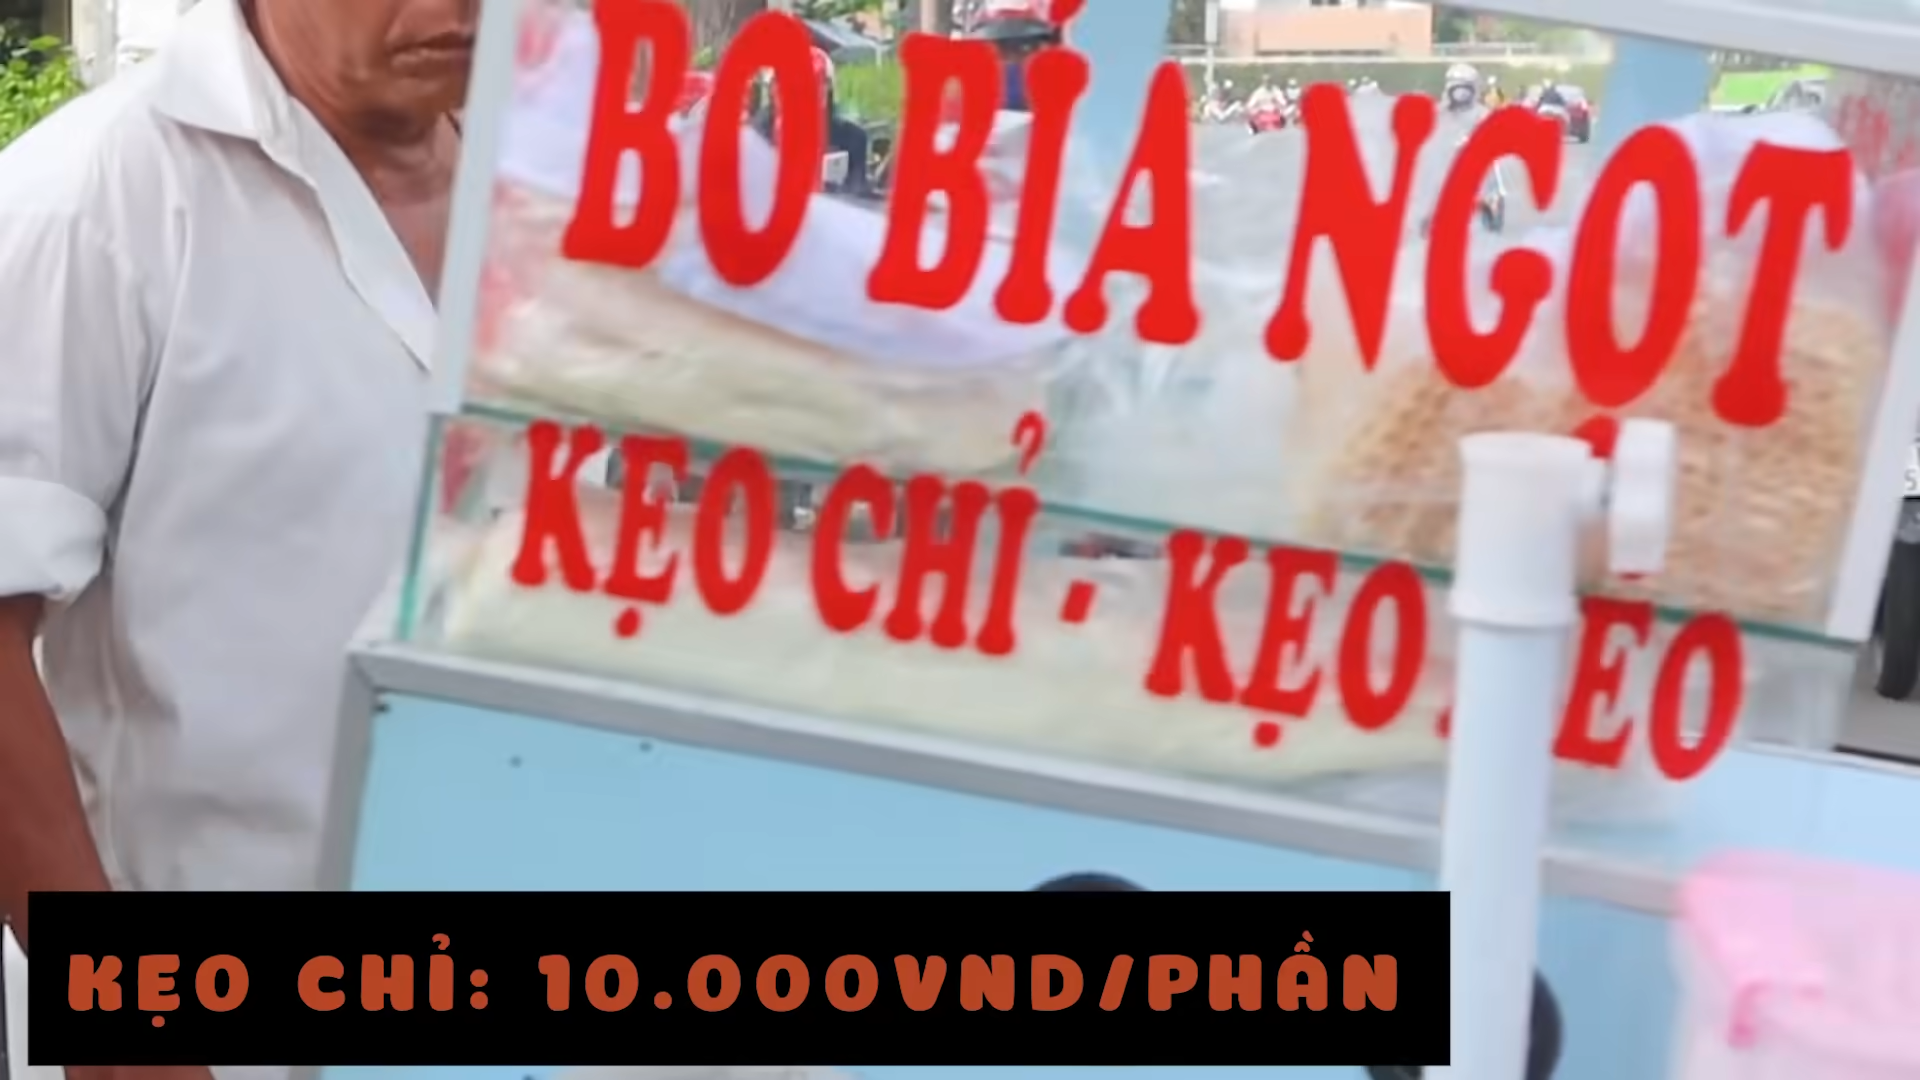 BO BÍA NGỌT
KẸO CHỈ - KẸO
KẸO CHỈ: 10.000VND/PHẦN